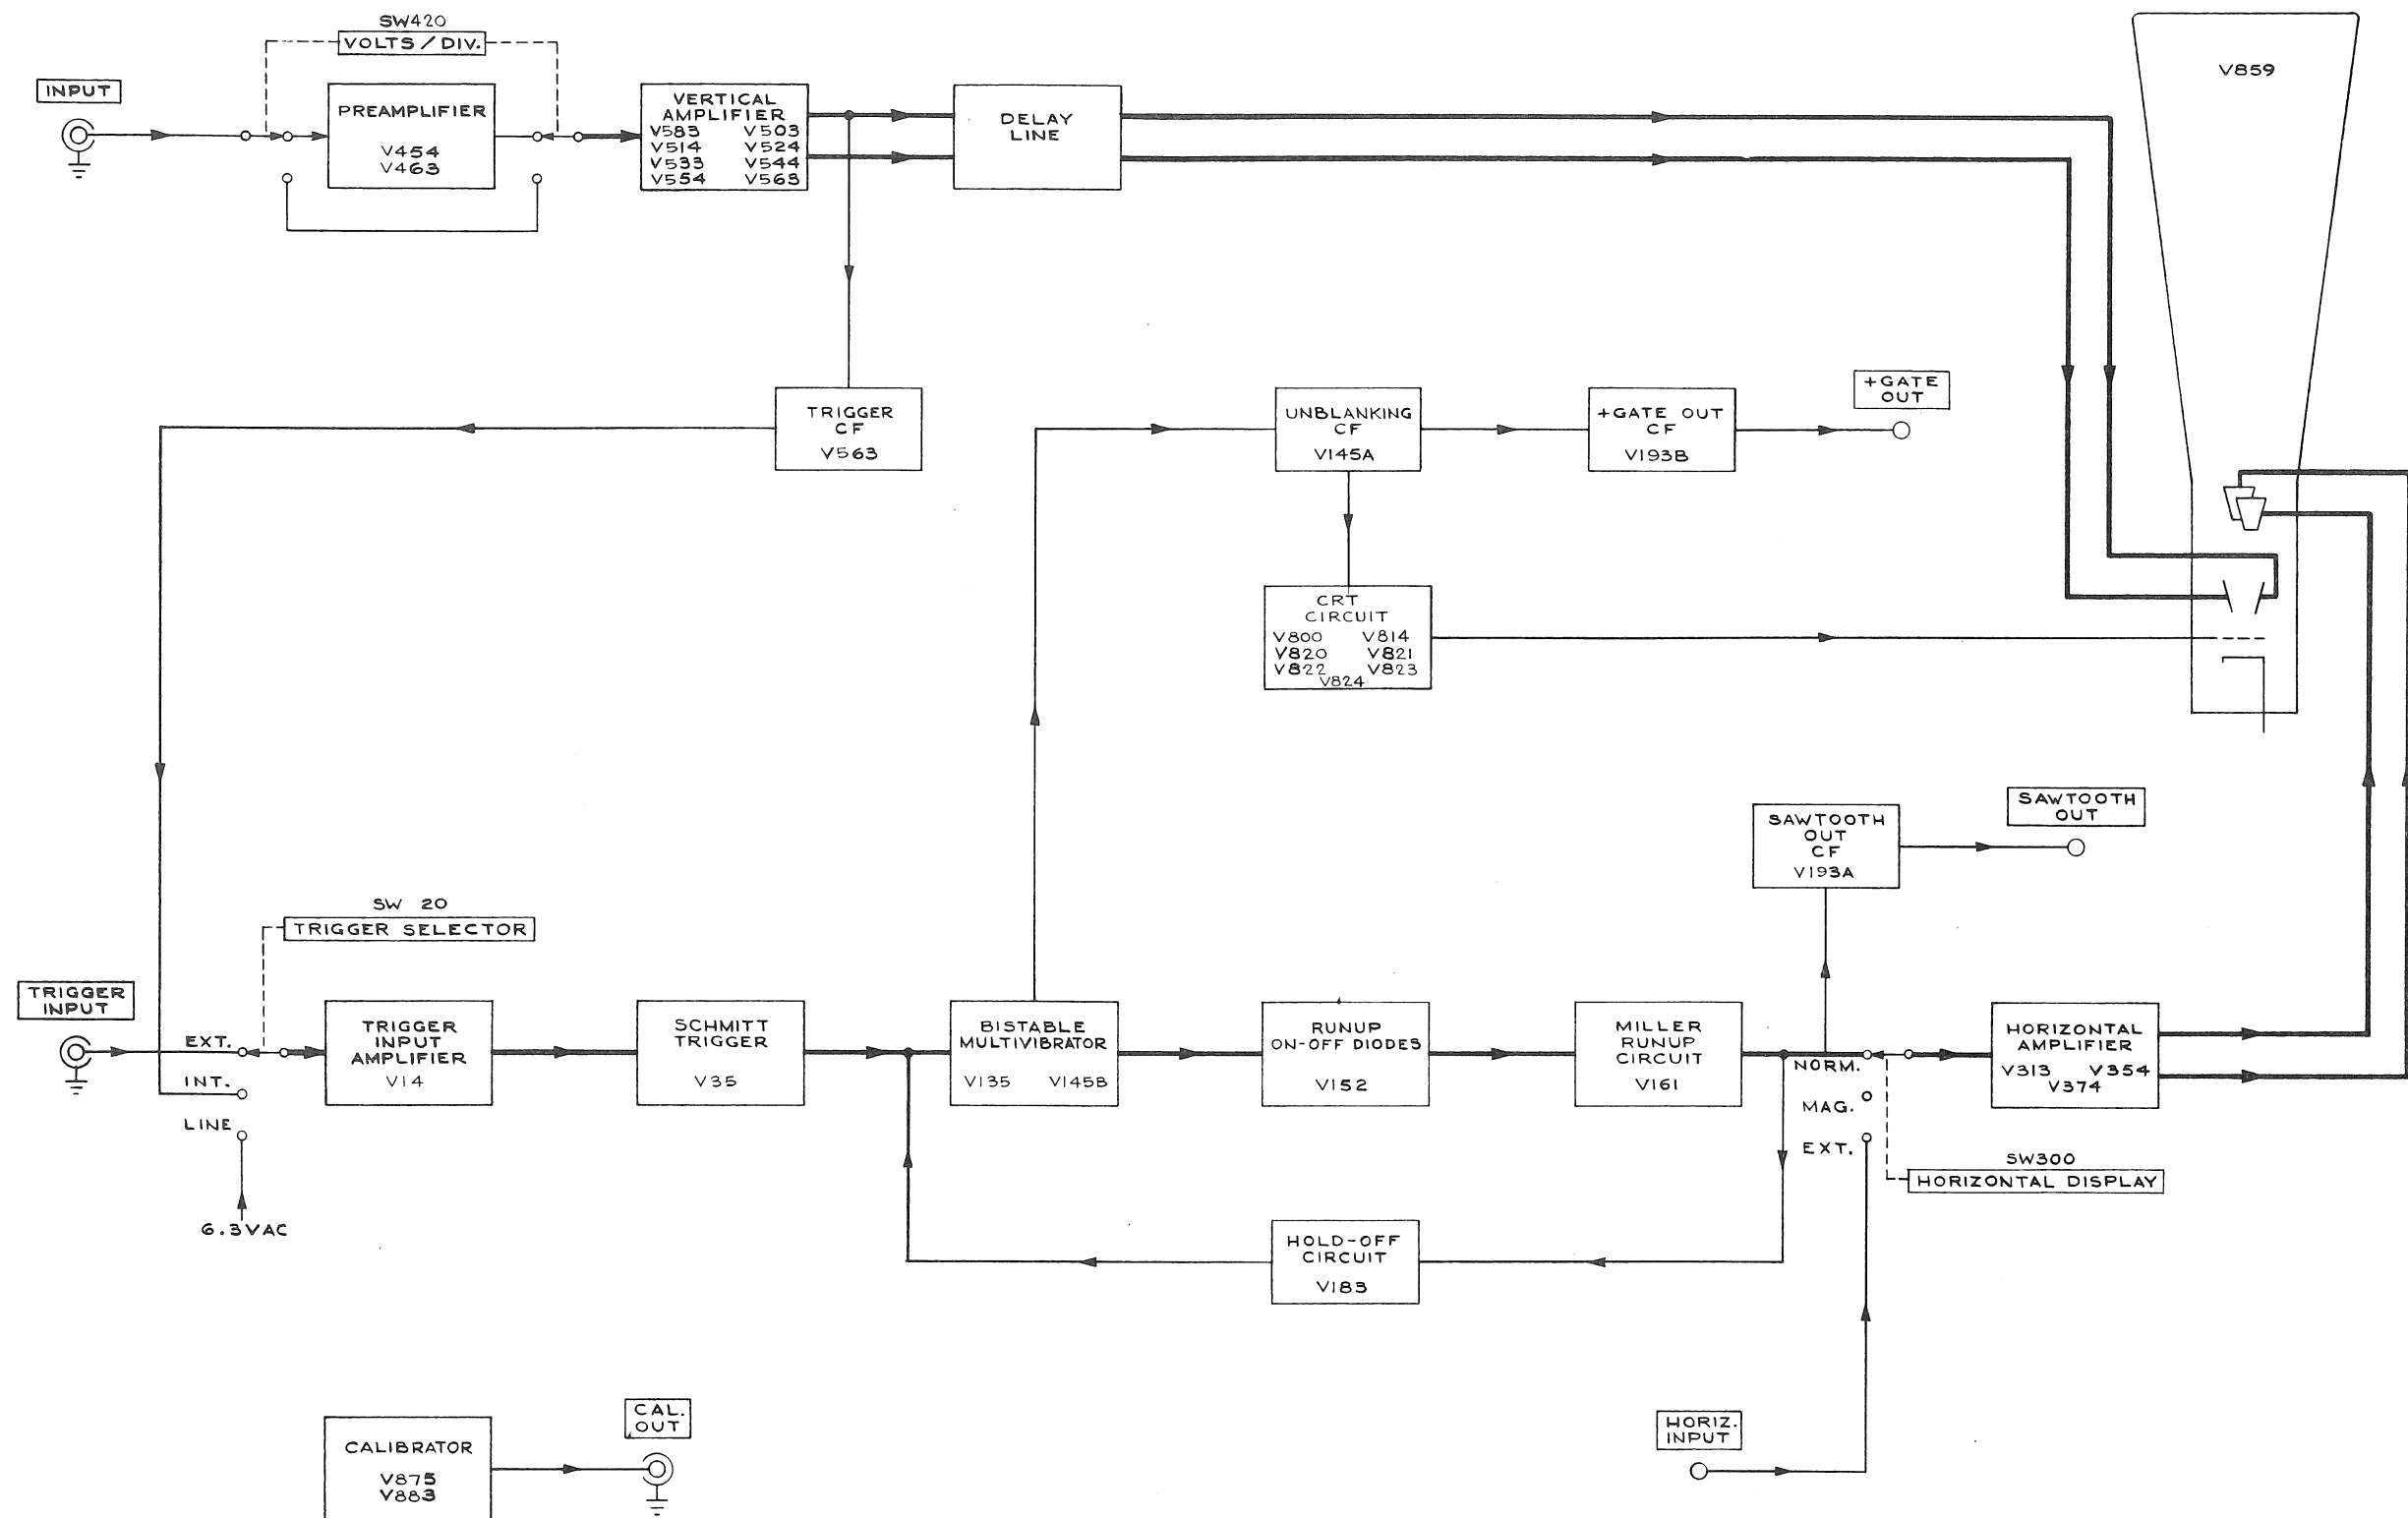 SW420
VOLTS / DIV.
INPUT
PREAMPLIFIER
V454
V463
VERTICAL
AMPLIFIER
V583 V503
V514 V524
V533 V544
V554 V563
DELAY
LINE
V859
TRIGGER
CF
V563
UNBLANKING
CF
V145A
+GATE OUT
CF
V193B
+GATE
OUT
CRT
CIRCUIT
V800 V814
V820 V821
V822 V823
V824
SAWTOOTH
OUT
CF
V193A
SAWTOOTH
OUT
SW 20
TRIGGER SELECTOR
TRIGGER
INPUT
EXT.
INT.
LINE
6.3VAC
TRIGGER
INPUT
AMPLIFIER
V14
SCHMITT
TRIGGER
V35
BISTABLE
MULTIVIBRATOR
V135 V145B
RUNUP
ON-OFF DIODES
V152
MILLER
RUNUP
CIRCUIT
V161
NORM.
MAG.
EXT.
HORIZONTAL
AMPLIFIER
V313 V354
V374
SW300
HORIZONTAL DISPLAY
HOLD-OFF
CIRCUIT
V183
CALIBRATOR
V875
V883
CAL.
OUT
HORIZ.
INPUT